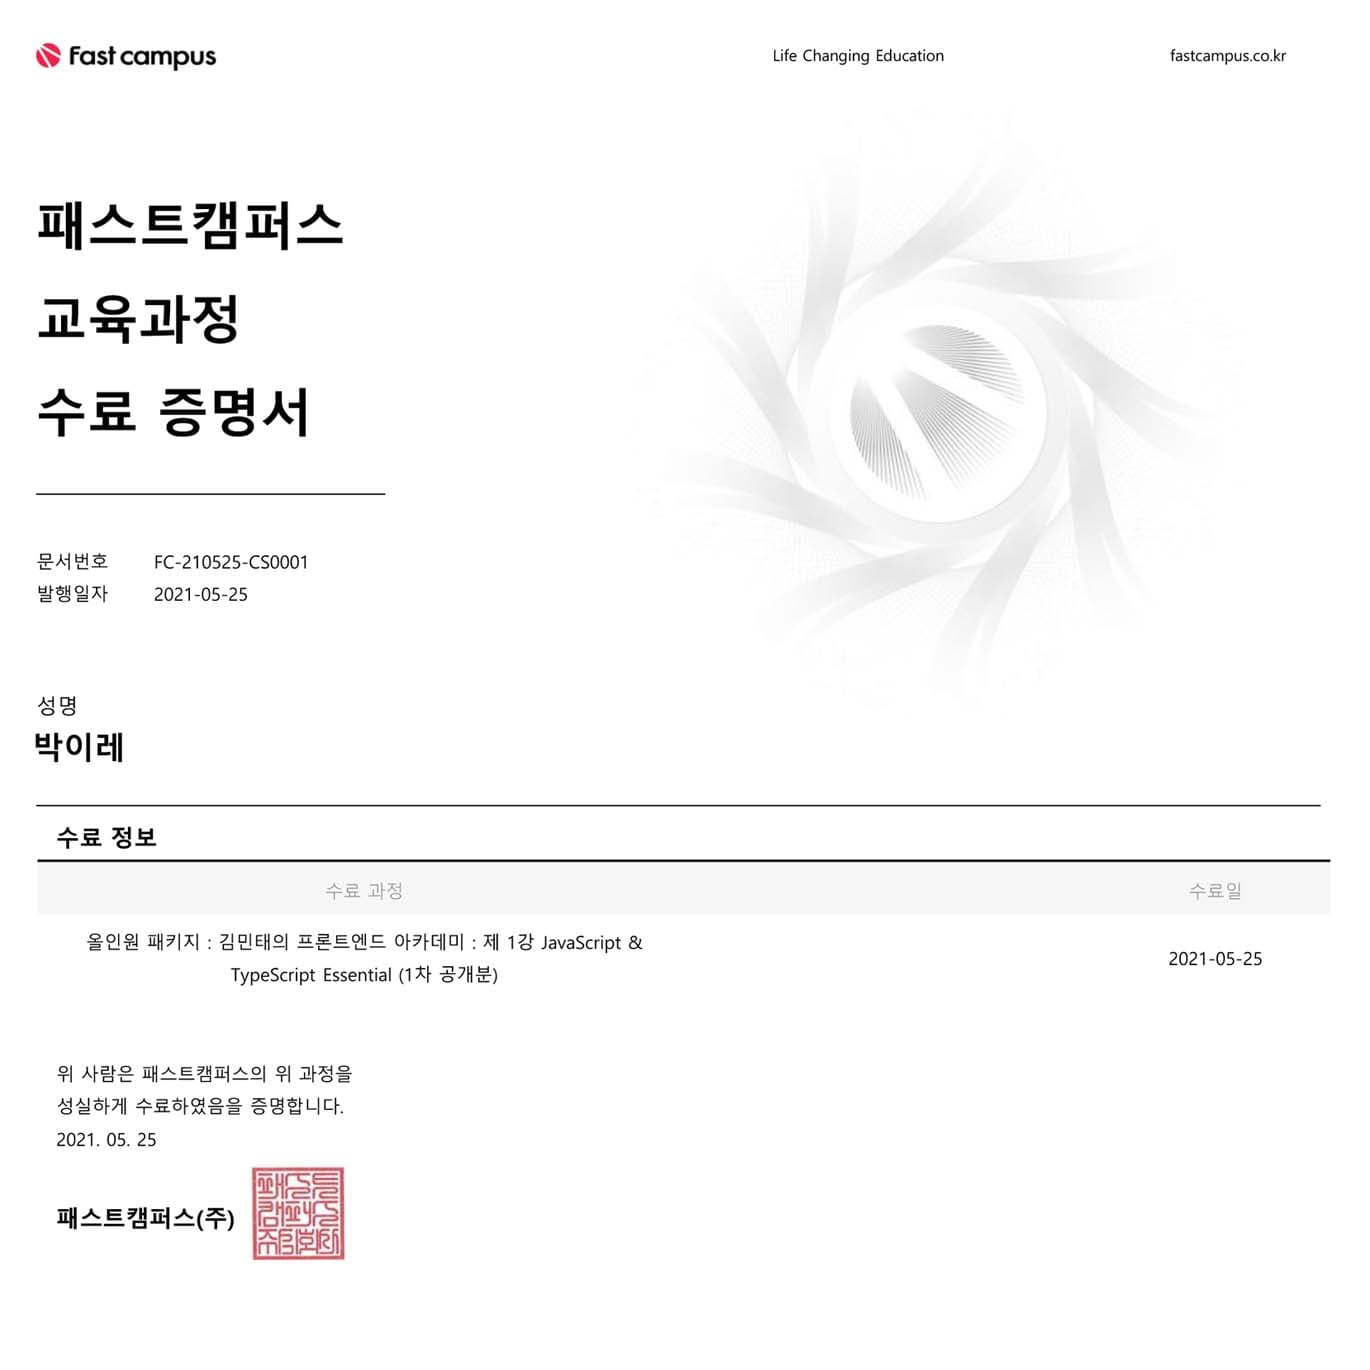 Fast campus
Life Changing Education
fastcampus.co.kr
패스트캠퍼스
교육과정
수료 증명서
문서번호 FC-210525-CS0001
발행일자 2021-05-25
성명
박이레
수료 정보
수료 과정 수료일
올인원 패키지 : 김민태의 프론트엔드 아카데미 : 제 1강 JavaScript &
TypeScript Essential (1차 공개분)
2021-05-25
위 사람은 패스트캠퍼스의 위 과정을
성실하게 수료하였음을 증명합니다.
2021. 05. 25
패스트캠퍼스(주)